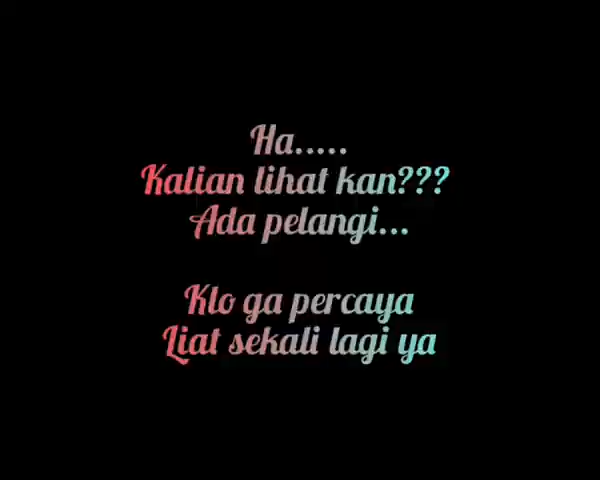 Ha.....
Kalian lihat kan???
Ada pelangi...
Klo ga percaya
Liat sekali lagi ya